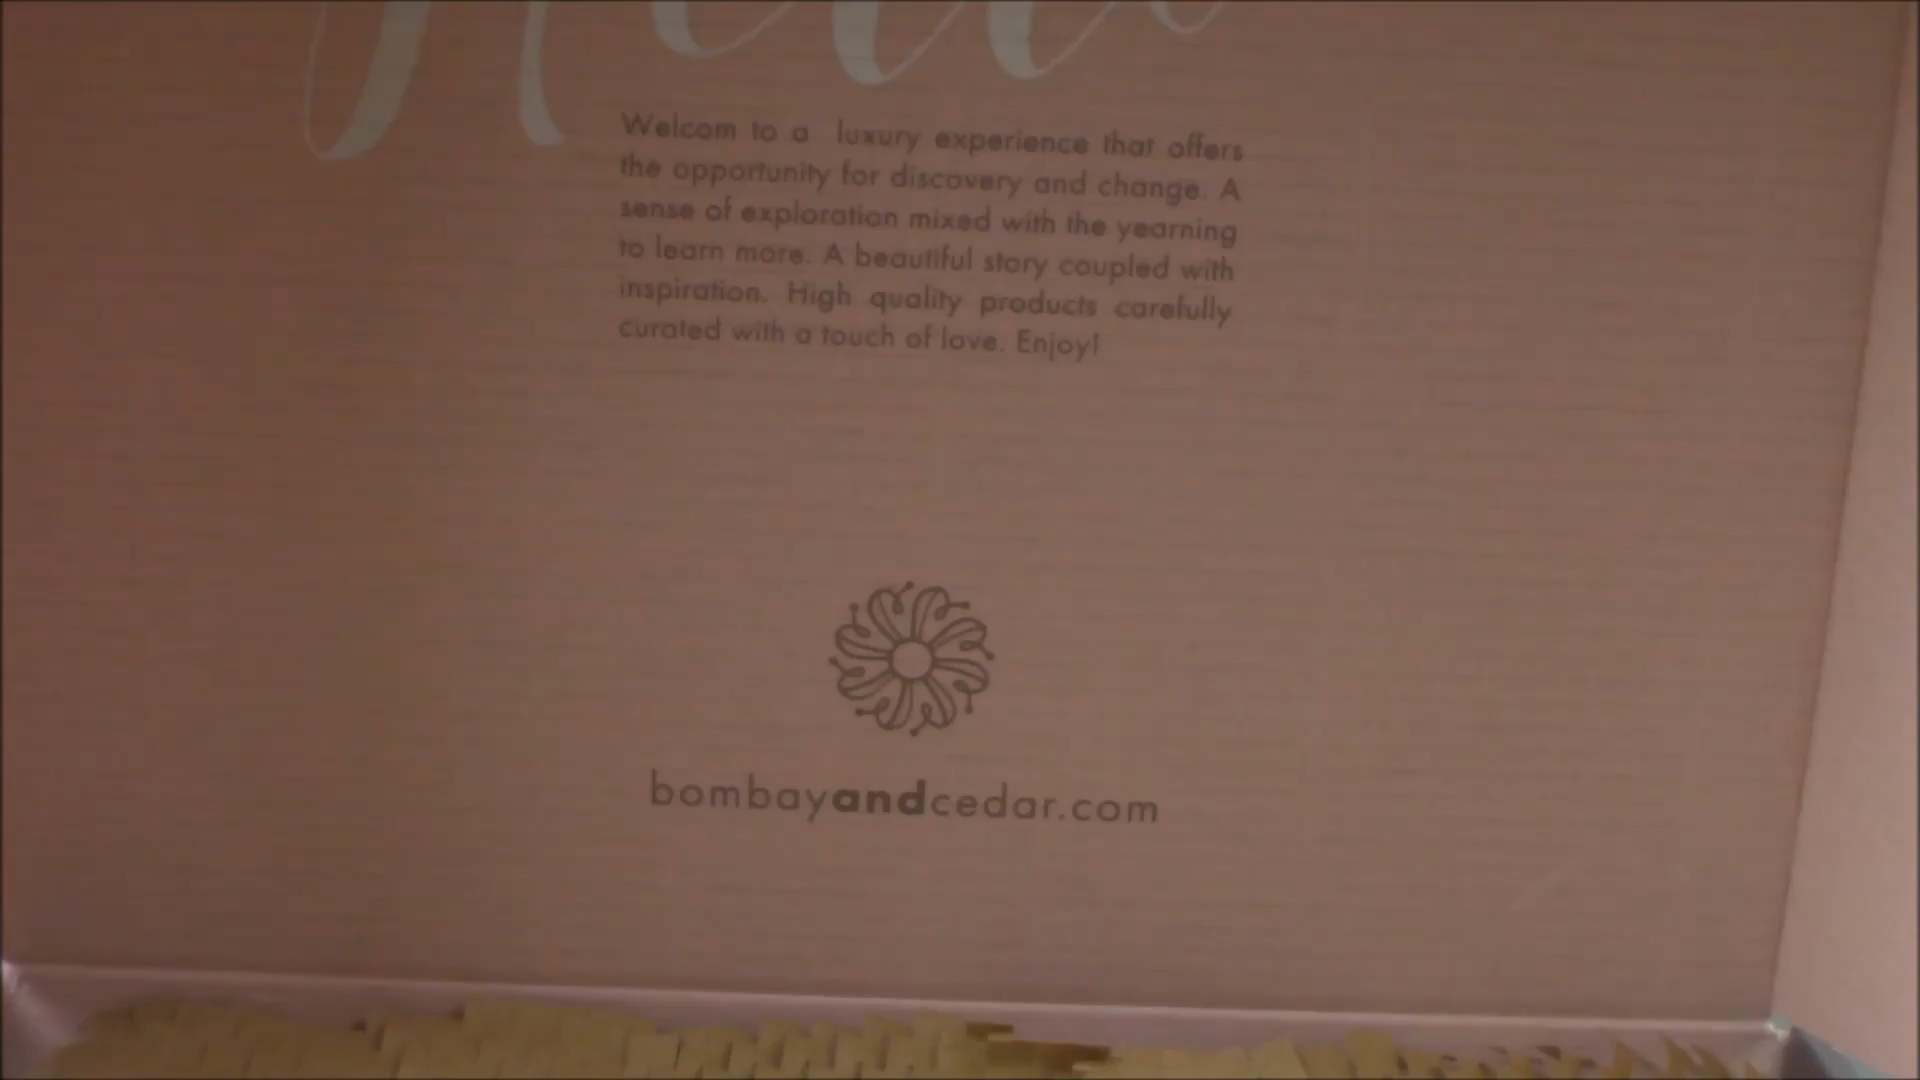 Hello
Welcom to a luxury experience that offers
the opportunity for discovery and change. A
sense of exploration mixed with the yearning
to learn more. A beautiful story coupled with
inspiration. High quality products carefully
curated with a touch of love. Enjoy!
bombayandcedar.com